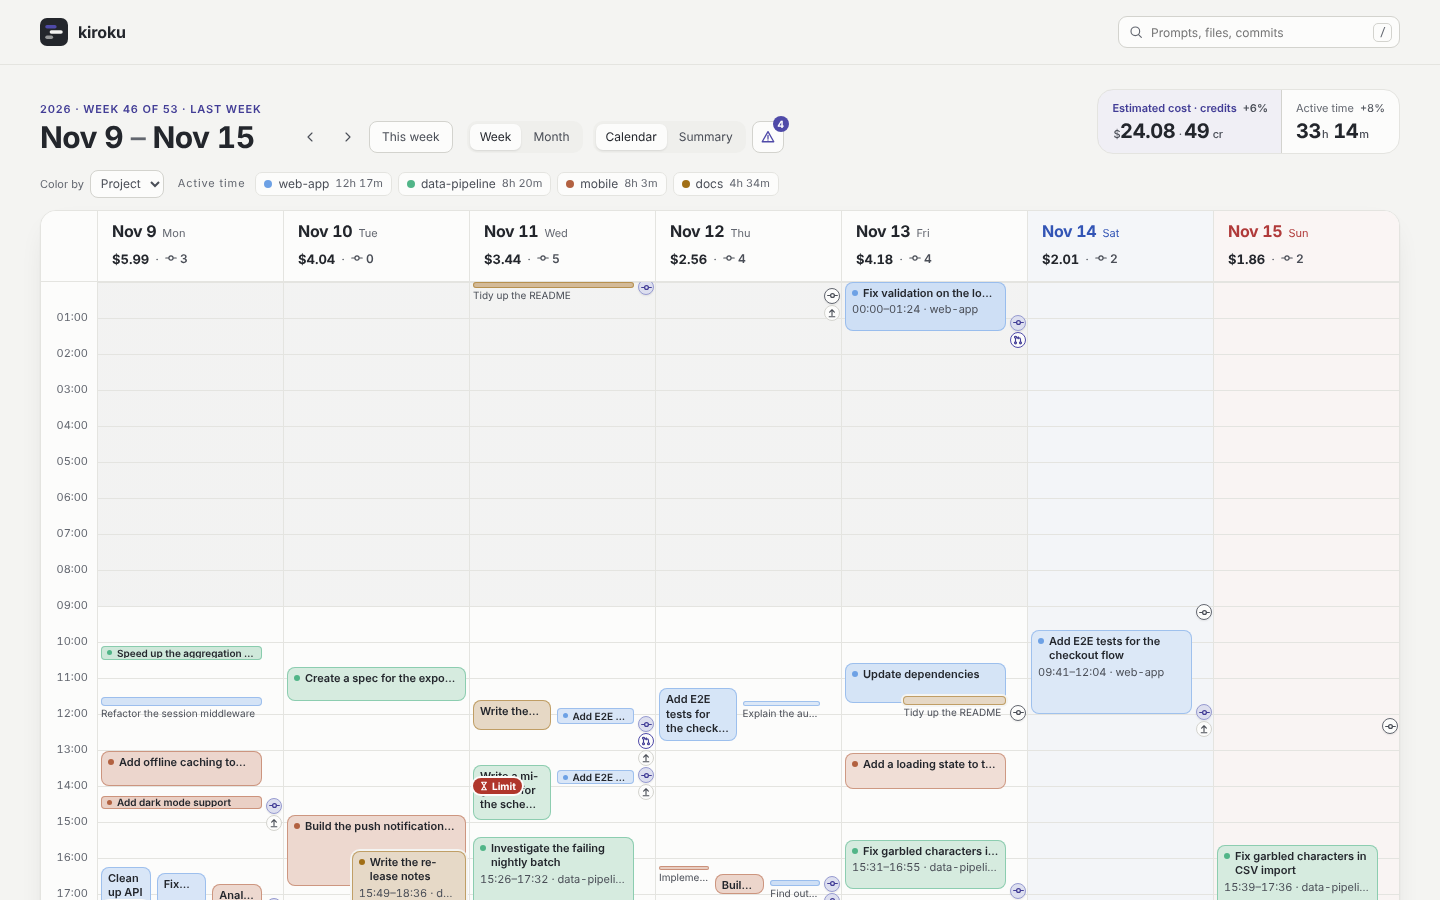 kiroku
Prompts, files, commits
/
2026 · WEEK 46 OF 53 · LAST WEEK
Nov 9 – Nov 15
This week
Week
Month
Calendar
Summary
4
Estimated cost · credits +6%
$24.08 · 49 cr
Active time +8%
33h 14m
Color by
Project
Active time
web-app 12h 17m
data-pipeline 8h 20m
mobile 8h 3m
docs 4h 34m
Nov 9 Mon
$5.99 · 3
Nov 10 Tue
$4.04 · 0
Nov 11 Wed
$3.44 · 5
Nov 12 Thu
$2.56 · 4
Nov 13 Fri
$4.18 · 4
Nov 14 Sat
$2.01 · 2
Nov 15 Sun
$1.86 · 2
01:00
02:00
03:00
04:00
05:00
06:00
07:00
08:00
09:00
10:00
11:00
12:00
13:00
14:00
15:00
16:00
17:00
Speed up the aggregation ...
Refactor the session middleware
Add offline caching to...
Add dark mode support
Clean
up API
Fix...
Anal...
Create a spec for the expo...
Build the push notification...
Write the re-
lease notes
15:49–18:36 · d...
Tidy up the README
Write the...
Add E2E ...
Write a mi-
Limit
for
the sche...
Add E2E ...
Investigate the failing
nightly batch
15:26–17:32 · data-pipeli...
Add E2E
tests for
the check...
Explain the au...
Impleme...
Buil...
Find out...
Fix validation on the lo...
00:00–01:24 · web-app
Update dependencies
Tidy up the README
Add a loading state to t...
Fix garbled characters i...
15:31–16:55 · data-pipeli...
Add E2E tests for the
checkout flow
09:41–12:04 · web-app
Fix garbled characters in
CSV import
15:39–17:36 · data-pipeli...